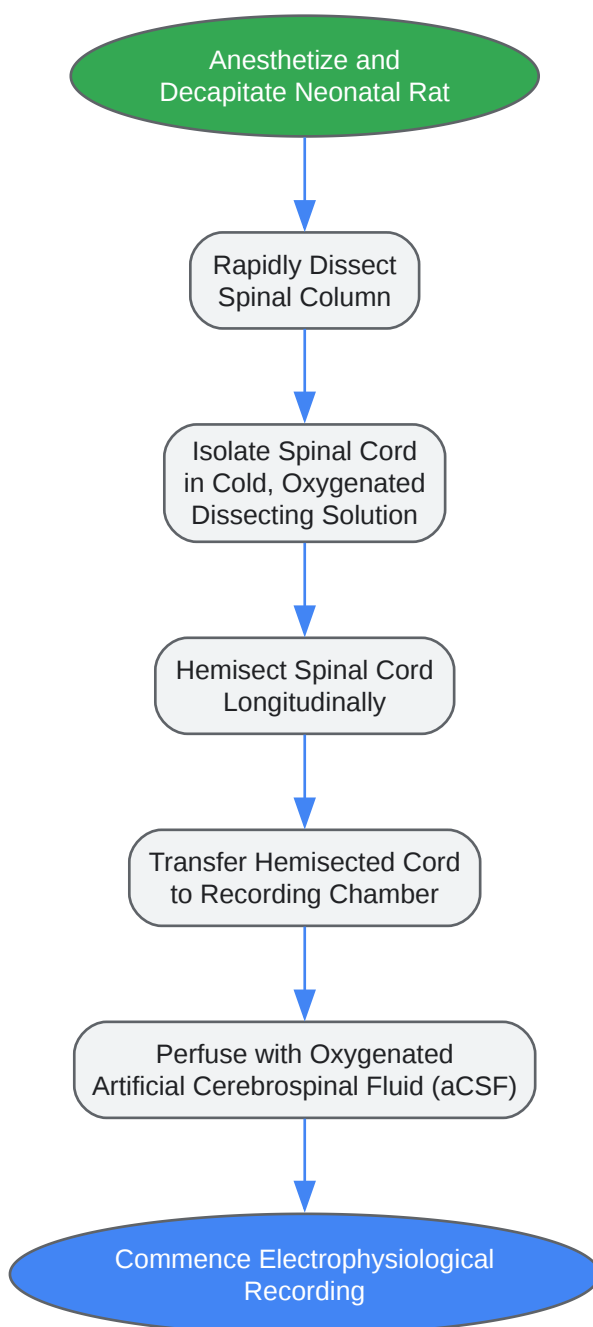 Anesthetize and
Decapitate Neonatal Rat
Rapidly Dissect
Spinal Column
Isolate Spinal Cord
in Cold, Oxygenated
Dissecting Solution
Hemisect Spinal Cord
Longitudinally
Transfer Hemisected Cord
to Recording Chamber
Perfuse with Oxygenated
Artificial Cerebrospinal Fluid (aCSF)
Commence Electrophysiological
Recording